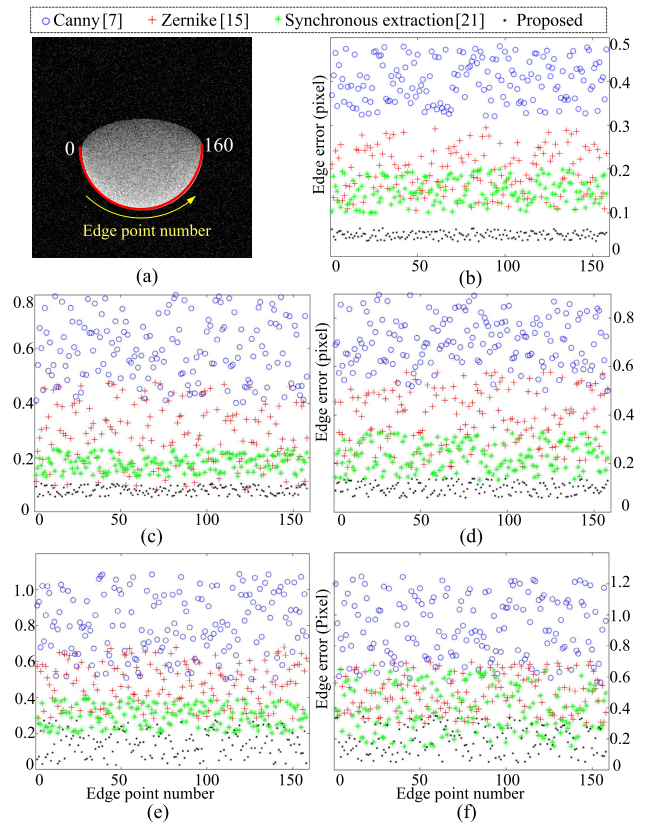 Canny [7] Zernike [15] Synchronous extraction [21] Proposed
0 160
Edge point number
(a)
Edge error (pixel)
0.5
0.4
0.3
0.2
0.1
0
0 50 100 150
(b)
0.8
0.6
0.4
0.2
0
0 50 100 150
(c)
Edge error (pixel)
0.8
0.6
0.4
0.2
0
0 50 100 150
(d)
1.0
0.8
0.6
0.4
0.2
0
0 50 100 150
Edge point number
(e)
Edge error (Pixel)
1.2
1.0
0.8
0.6
0.4
0.2
0
0 50 100 150
Edge point number
(f)